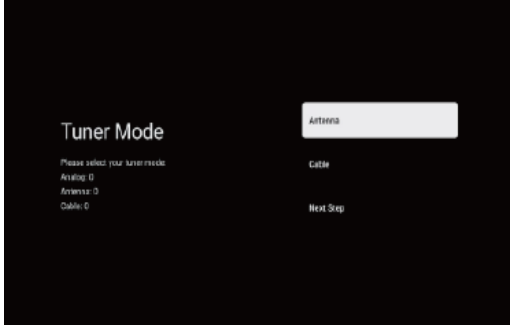 Tuner Mode
Please select your tuner mode
Analog: 0
Antenna: 0
Cable: 0
Antenna
Cable
Next Step